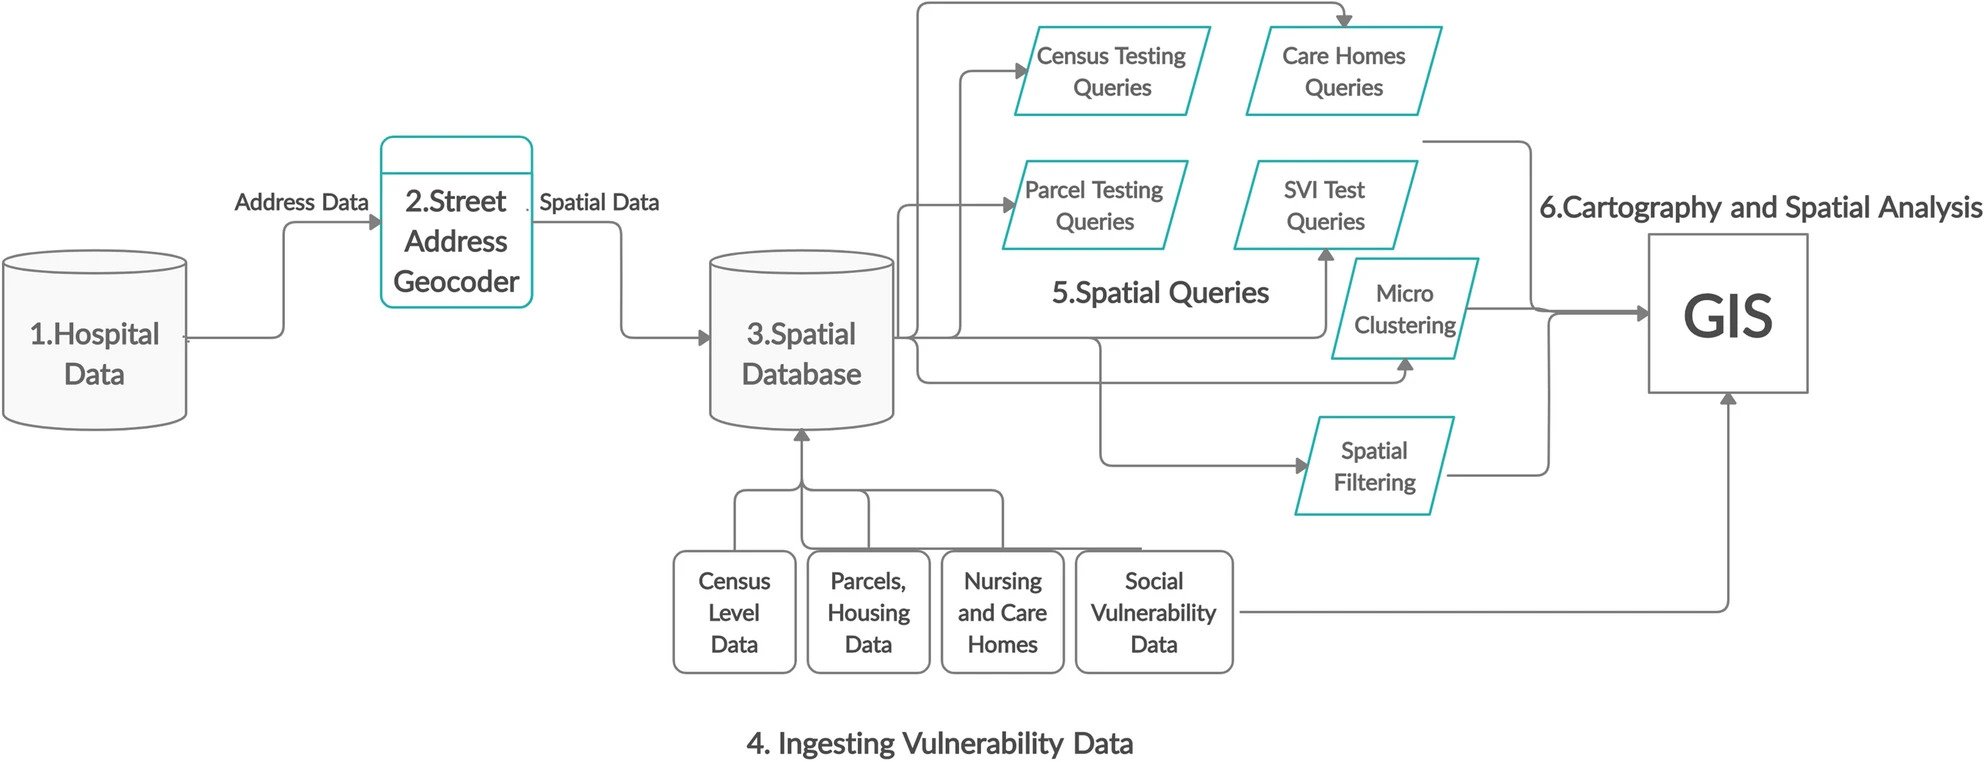 1.Hospital
Data
Address Data
2.Street
Address
Geocoder
Spatial Data
3.Spatial
Database
Census Testing
Queries
Care Homes
Queries
Parcel Testing
Queries
SVI Test
Queries
5.Spatial Queries
Micro
Clustering
Spatial
Filtering
6.Cartography and Spatial Analysis
GIS
Census
Level
Data
Parcels,
Housing
Data
Nursing
and Care
Homes
Social
Vulnerability
Data
4. Ingesting Vulnerability Data